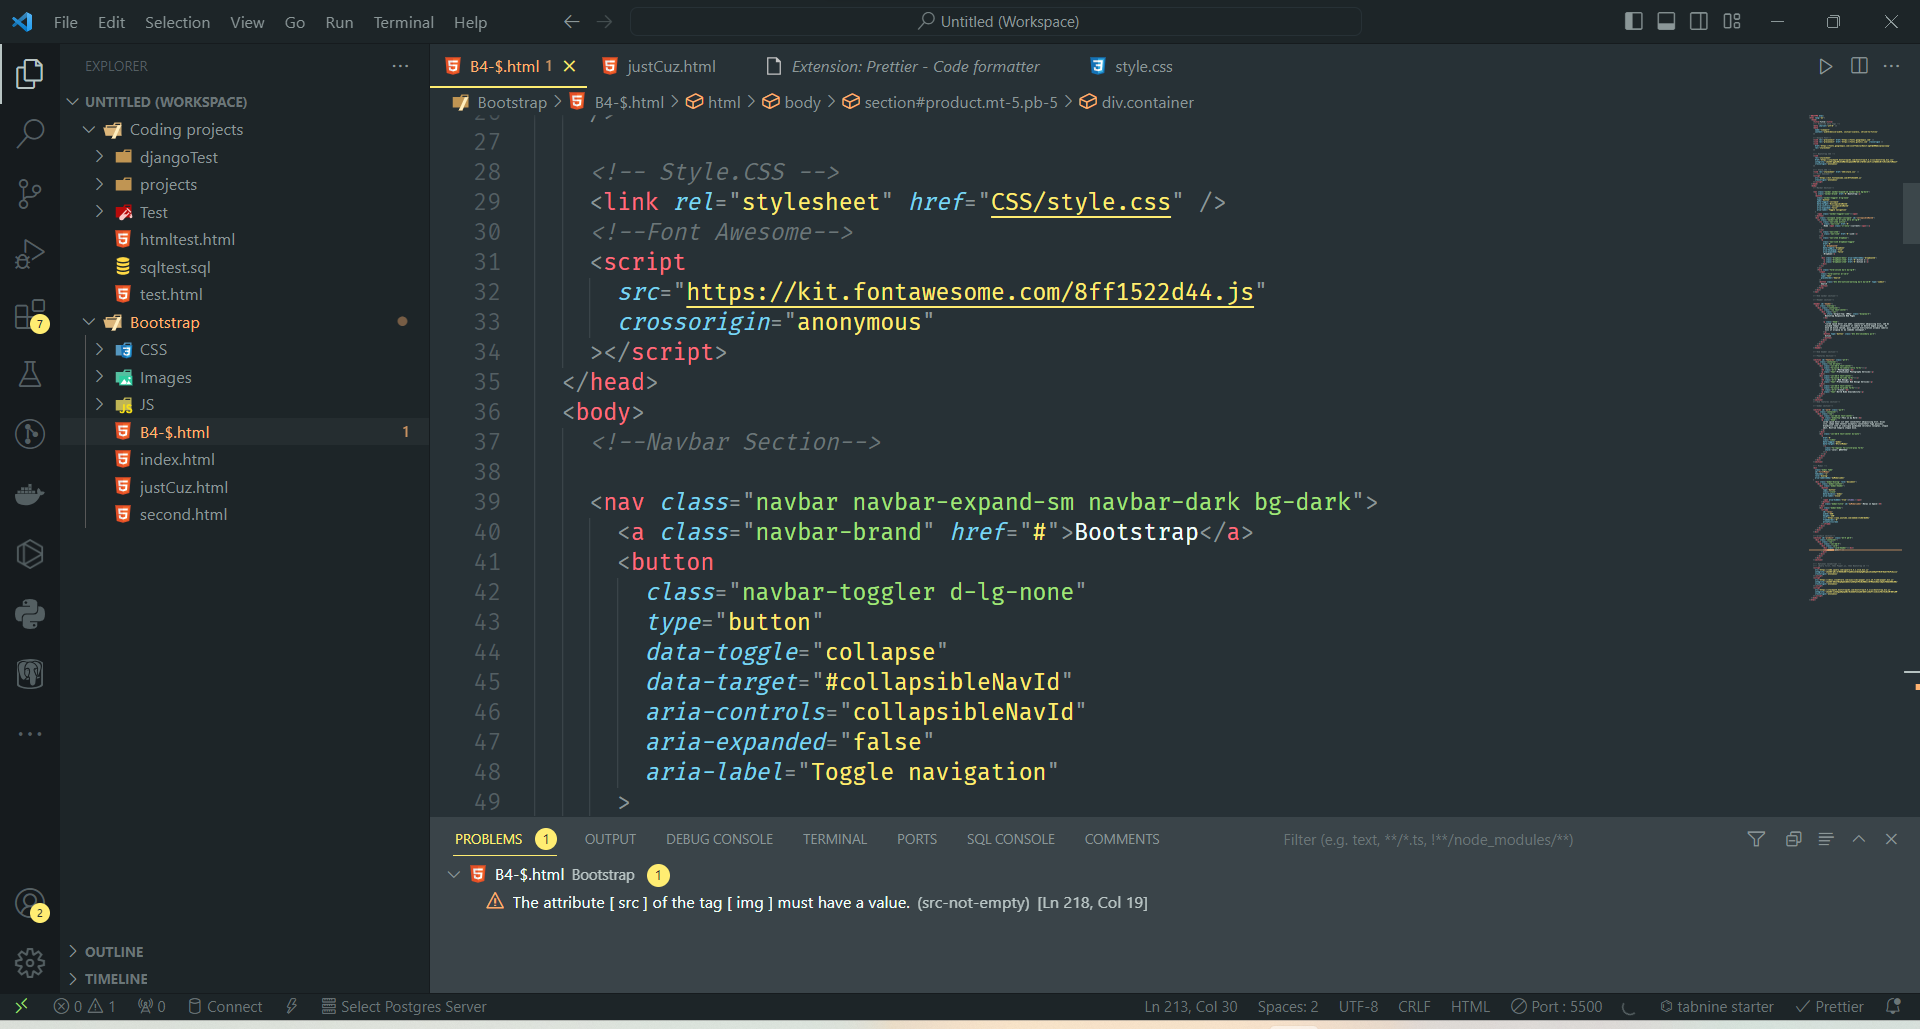 File Edit Selection View Go Run Terminal Help
Untitled (Workspace)
EXPLORER
UNTITLED (WORKSPACE)
Coding projects
djangoTest
projects
Test
htmltest.html
sqltest.sql
test.html
Bootstrap
CSS
Images
JS
B4-$.html 1
index.html
justCuz.html
second.html
OUTLINE
TIMELINE
7
2
B4-$.html 1 justCuz.html Extension: Prettier - Code formatter style.css
Bootstrap > B4-$.html > html > body > section#product.mt-5.pb-5 > div.container
26 />
27
28 <!-- Style.CSS -->
29 <link rel="stylesheet" href="CSS/style.css" />
30 <!--Font Awesome-->
31 <script
32 src="https://kit.fontawesome.com/8ff1522d44.js"
33 crossorigin="anonymous"
34 ></script>
35 </head>
36 <body>
37 <!--Navbar Section-->
38
39 <nav class="navbar navbar-expand-sm navbar-dark bg-dark">
40 <a class="navbar-brand" href="#">Bootstrap</a>
41 <button
42 class="navbar-toggler d-lg-none"
43 type="button"
44 data-toggle="collapse"
45 data-target="#collapsibleNavId"
46 aria-controls="collapsibleNavId"
47 aria-expanded="false"
48 aria-label="Toggle navigation"
49 >
PROBLEMS 1 OUTPUT DEBUG CONSOLE TERMINAL PORTS SQL CONSOLE COMMENTS Filter (e.g. text, **/*.ts, !**/node_modules/**)
B4-$.html Bootstrap 1
The attribute [ src ] of the tag [ img ] must have a value. (src-not-empty) [Ln 218, Col 19]
0 1 0 Connect Select Postgres Server Ln 213, Col 30 Spaces: 2 UTF-8 CRLF HTML Port : 5500 tabnine starter Prettier